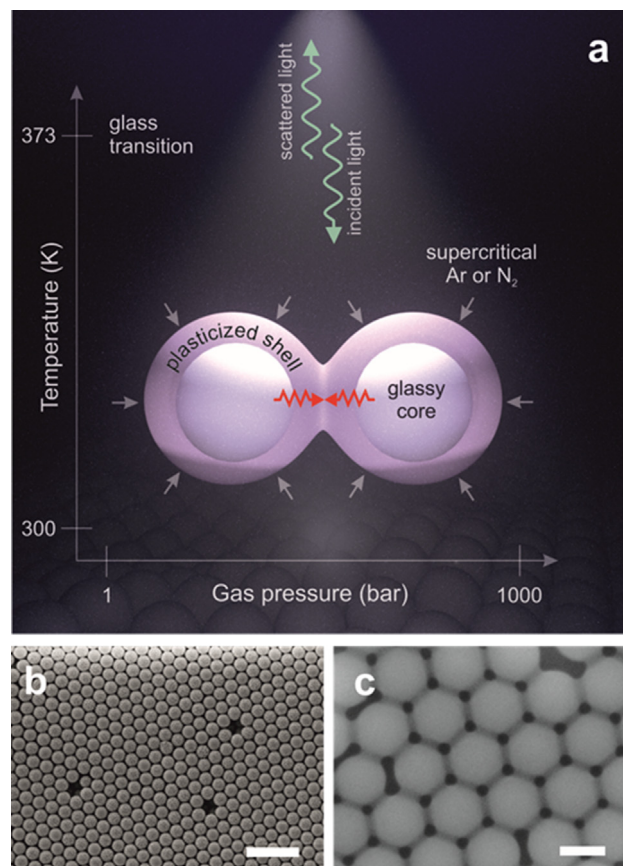 a
scattered light
incident light
373
glass
transition
supercritical
Ar or N₂
plasticized shell
glassy
core
Temperature (K)
300
1
Gas pressure (bar)
1000
b
c